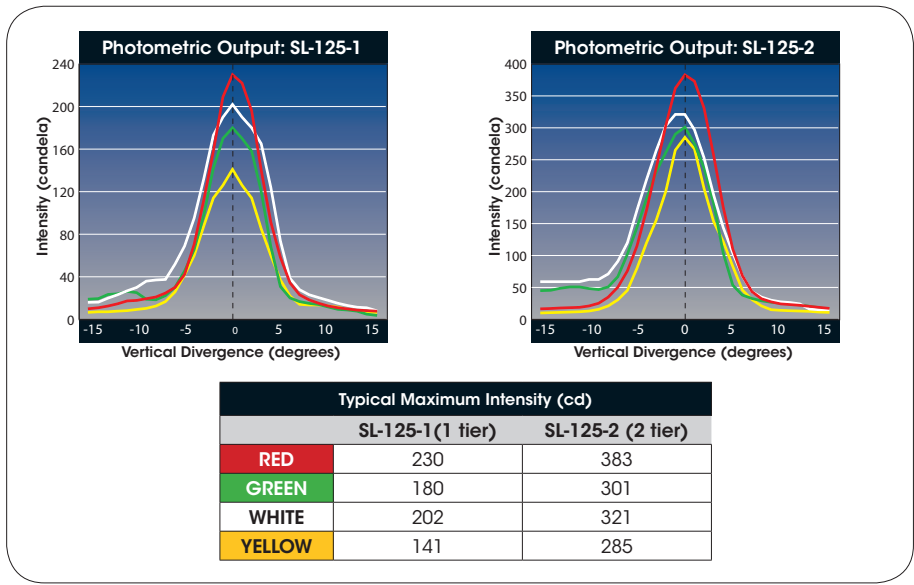 Photometric Output: SL-125-1
240
200
160
120
80
40
0
Intensity (candela)
-15 -10 -5 0 5 10 15
Vertical Divergence (degrees)
Photometric Output: SL-125-2
400
350
300
250
200
150
100
50
0
Intensity (candela)
-15 -10 -5 0 5 10 15
Vertical Divergence (degrees)
Typical Maximum Intensity (cd)
SL-125-1(1 tier) SL-125-2 (2 tier)
RED 230 383
GREEN 180 301
WHITE 202 321
YELLOW 141 285